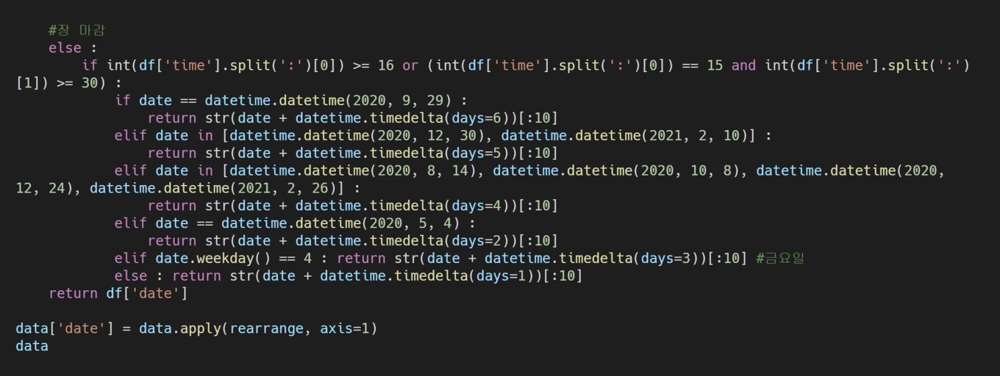 #장 마감
else :
if int(df['time'].split(':')[0]) >= 16 or (int(df['time'].split(':')[0]) == 15 and int(df['time'].split(':')
[1]) >= 30) :
if date == datetime.datetime(2020, 9, 29) :
return str(date + datetime.timedelta(days=6))[:10]
elif date in [datetime.datetime(2020, 12, 30), datetime.datetime(2021, 2, 10)] :
return str(date + datetime.timedelta(days=5))[:10]
elif date in [datetime.datetime(2020, 8, 14), datetime.datetime(2020, 10, 8), datetime.datetime(2020,
12, 24), datetime.datetime(2021, 2, 26)] :
return str(date + datetime.timedelta(days=4))[:10]
elif date == datetime.datetime(2020, 5, 4) :
return str(date + datetime.timedelta(days=2))[:10]
elif date.weekday() == 4 : return str(date + datetime.timedelta(days=3))[:10] #금요일
else : return str(date + datetime.timedelta(days=1))[:10]
return df['date']
data['date'] = data.apply(rearrange, axis=1)
data